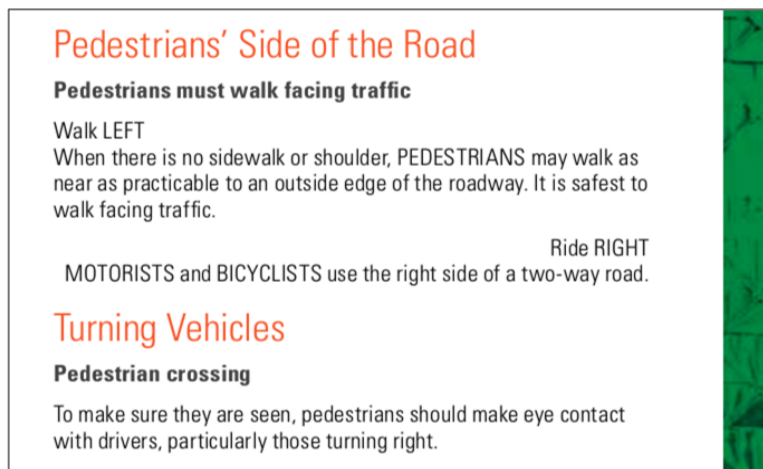 Pedestrians’ Side of the Road
Pedestrians must walk facing traffic
Walk LEFT
When there is no sidewalk or shoulder, PEDESTRIANS may walk as
near as practicable to an outside edge of the roadway. It is safest to
walk facing traffic.
Ride RIGHT
MOTORISTS and BICYCLISTS use the right side of a two-way road.
Turning Vehicles
Pedestrian crossing
To make sure they are seen, pedestrians should make eye contact
with drivers, particularly those turning right.